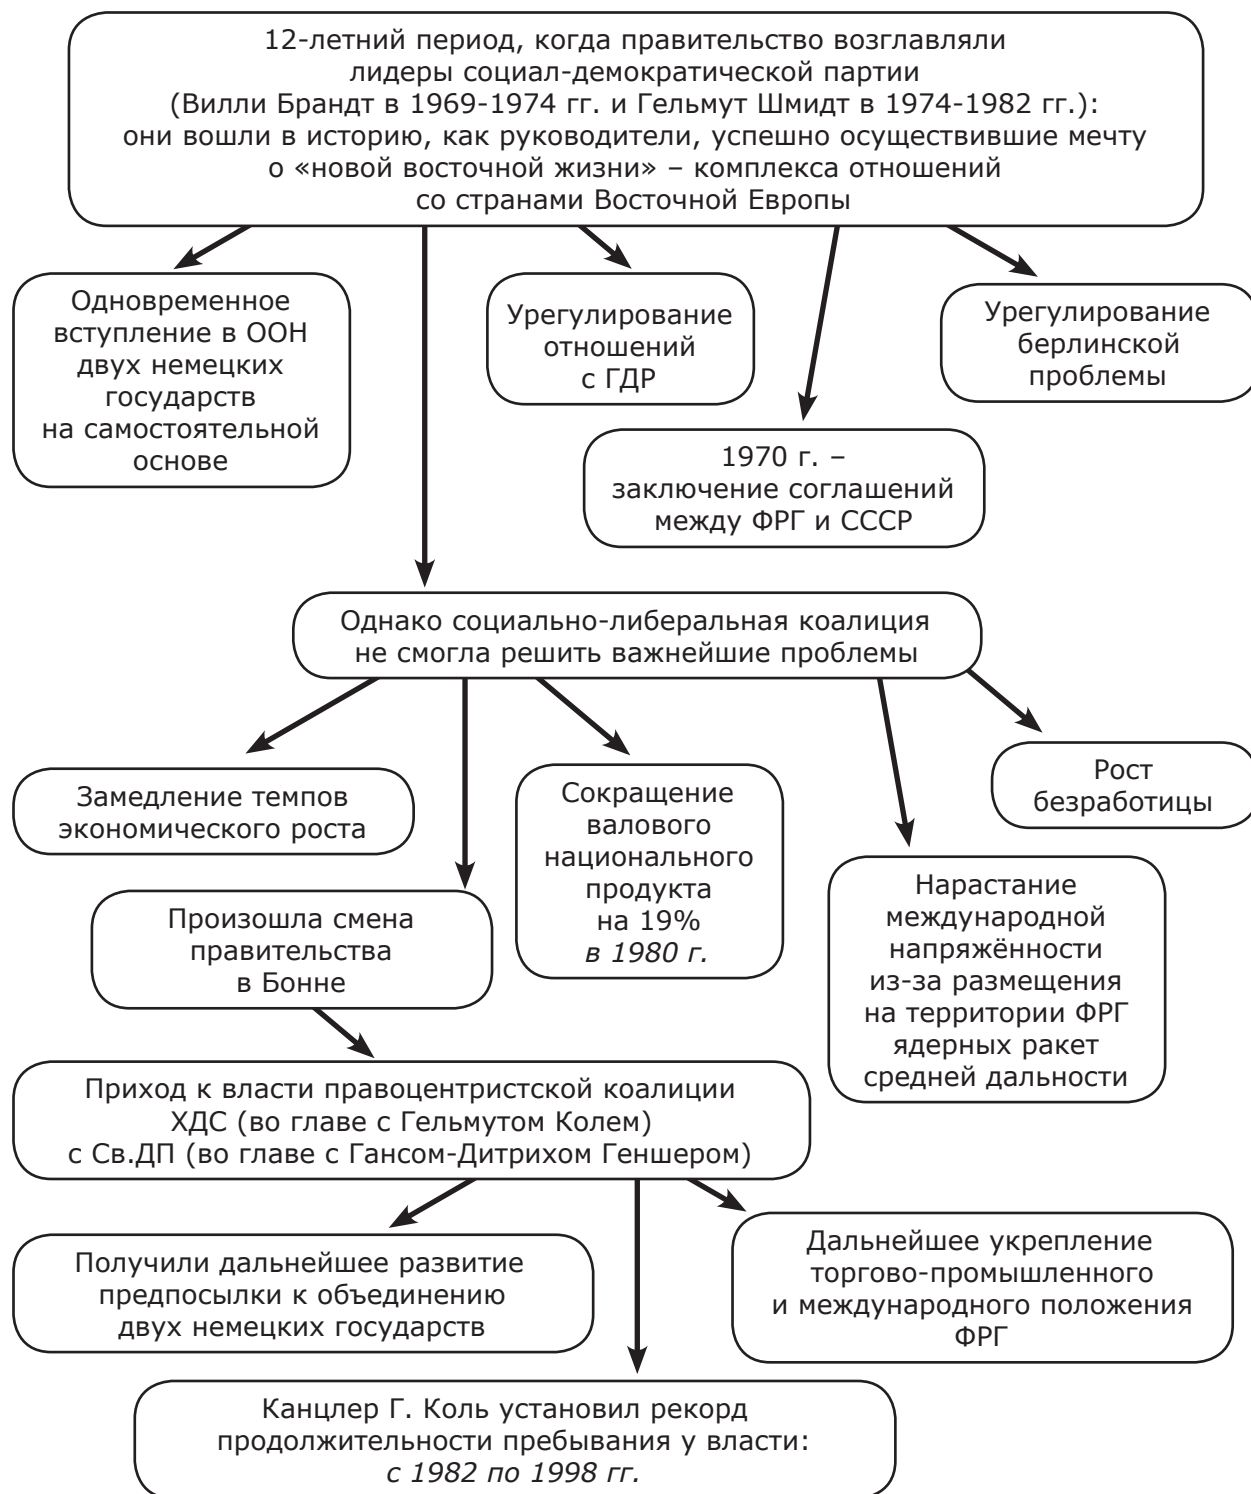 12-летний период, когда правительство возглавляли
лидеры социал-демократической партии
(Вилли Брандт в 1969-1974 гг. и Гельмут Шмидт в 1974-1982 гг.):
они вошли в историю, как руководители, успешно осуществившие мечту
о «новой восточной жизни» – комплекса отношений
со странами Восточной Европы
Одновременное
вступление в ООН
двух немецких
государств
на самостоятельной
основе
Урегулирование
отношений
с ГДР
Урегулирование
берлинской
проблемы
1970 г. –
заключение соглашений
между ФРГ и СССР
Однако социально-либеральная коалиция
не смогла решить важнейшие проблемы
Замедление темпов
экономического роста
Произошла смена
правительства
в Бонне
Сокращение
валового
национального
продукта
на 19%
в 1980 г.
Рост
безработицы
Нарастание
международной
напряжённости
из-за размещения
на территории ФРГ
ядерных ракет
средней дальности
Приход к власти правоцентристской коалиции
ХДС (во главе с Гельмутом Колем)
с Св.ДП (во главе с Гансом-Дитрихом Геншером)
Получили дальнейшее развитие
предпосылки к объединению
двух немецких государств
Дальнейшее укрепление
торгово-промышленного
и международного положения
ФРГ
Канцлер Г. Коль установил рекорд
продолжительности пребывания у власти:
с 1982 по 1998 гг.